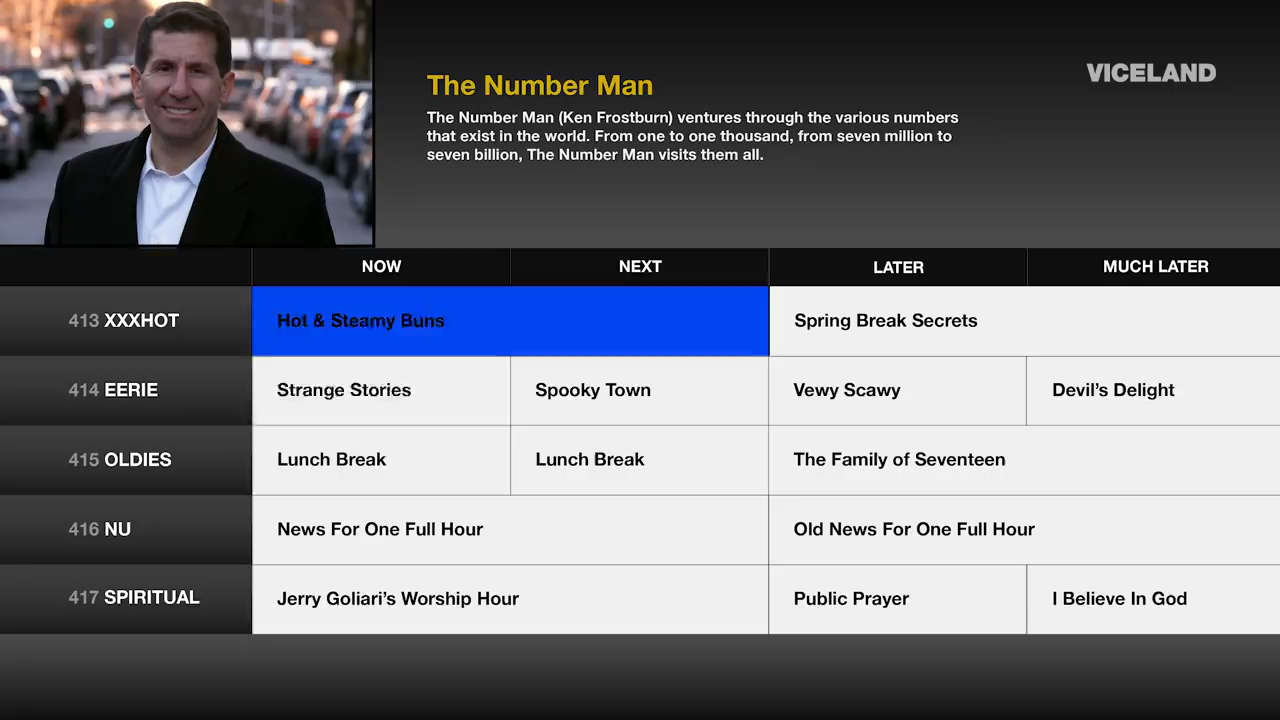 VICELAND
The Number Man
The Number Man (Ken Frostburn) ventures through the various numbers
that exist in the world. From one to one thousand, from seven million to
seven billion, The Number Man visits them all.
NOW NEXT LATER MUCH LATER
413 XXXHOT Hot & Steamy Buns Spring Break Secrets
414 EERIE Strange Stories Spooky Town Vewy Scawy Devil's Delight
415 OLDIES Lunch Break Lunch Break The Family of Seventeen
416 NU News For One Full Hour Old News For One Full Hour
417 SPIRITUAL Jerry Goliari's Worship Hour Public Prayer I Believe In God